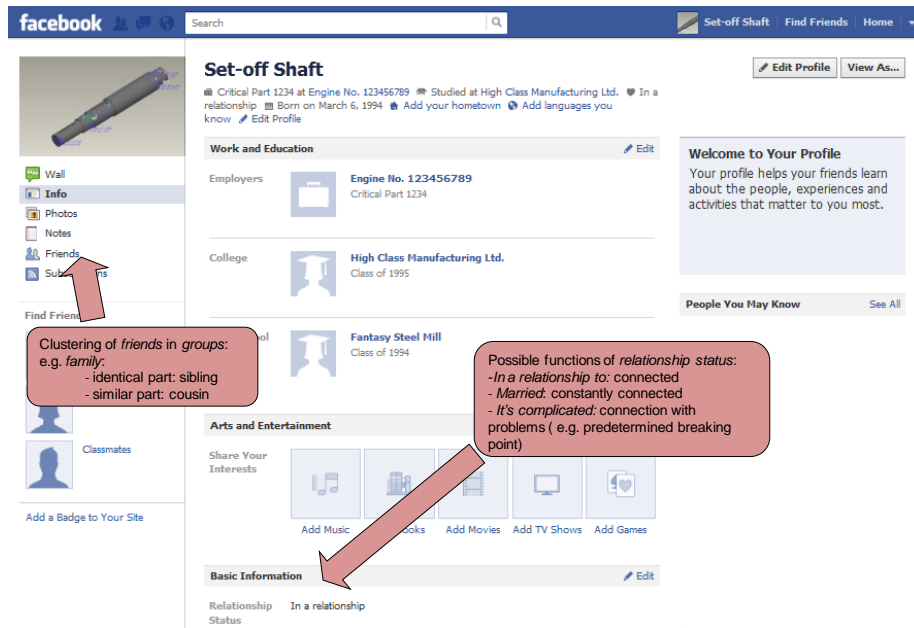 facebook
Search
Set-off Shaft Find Friends Home
Set-off Shaft
Edit Profile View As...
Critical Part 1234 at Engine No. 123456789 Studied at High Class Manufacturing Ltd. In a
relationship Born on March 6, 1994 Add your hometown Add languages you
know Edit Profile
Work and Education Edit
Employers
Engine No. 123456789
Critical Part 1234
College
High Class Manufacturing Ltd.
Class of 1995
Fantasy Steel Mill
Class of 1994
Wall
Info
Photos
Notes
Friends
Find
Clustering of friends in groups:
e.g. family:
- identical part: sibling
- similar part: cousin
Classmates
Add a Badge to Your Site
Welcome to Your Profile
Your profile helps your friends learn
about the people, experiences and
activities that matter to you most.
People You May Know See All
Possible functions of relationship status:
-In a relationship to: connected
- Married: constantly connected
- It's complicated: connection with
problems ( e.g. predetermined breaking
point)
Arts and Entertainment
Share Your
Interests
Add Music
Add Movies
Add TV Shows
Add Games
Basic Information Edit
Relationship
Status
In a relationship